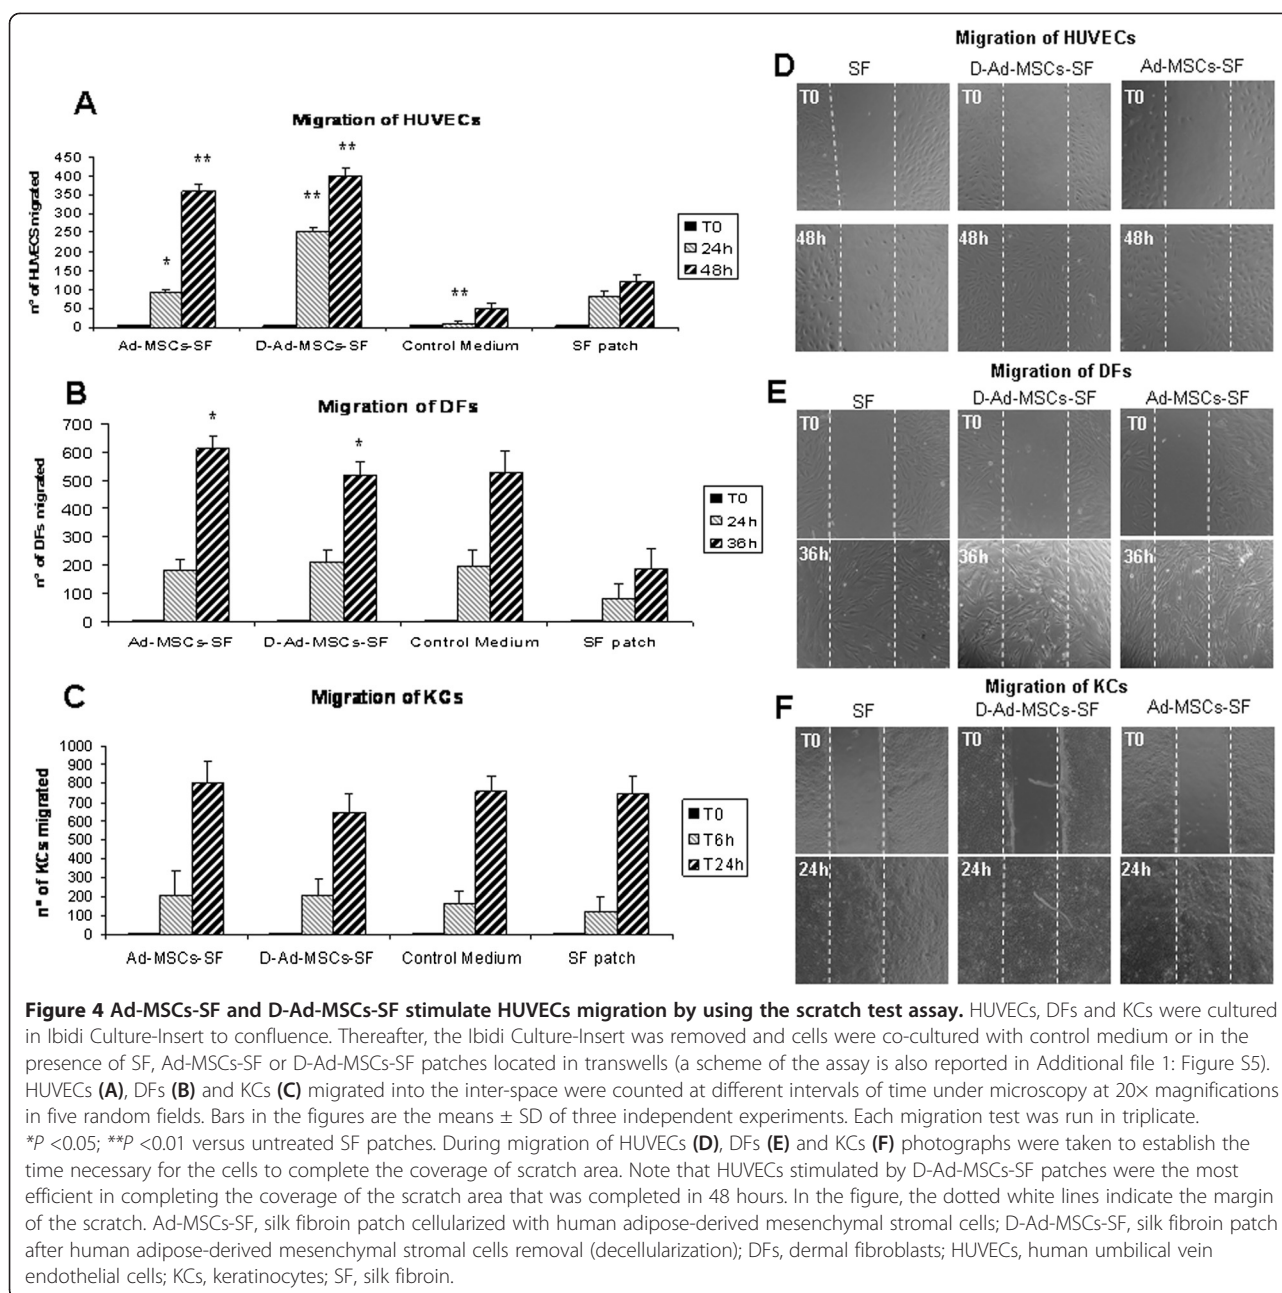 A
Migration of HUVECs
n° of HUVECS migrated
450
400
350
300
250
200
150
100
50
0
* ** ** ** **
T0
24h
48h
Ad-MSCs-SF D-Ad-MSCs-SF Control Medium SF patch
B
Migration of DFs
n° of DFs migrated
700
600
500
400
300
200
100
0
* *
T0
24h
36h
Ad-MSCs-SF D-Ad-MSCs-SF Control Medium SF patch
C
Migration of KCs
n° of KCs migrated
1000
900
800
700
600
500
400
300
200
100
0
T0
T6h
T24h
Ad-MSCs-SF D-Ad-MSCs-SF Control Medium SF patch
Migration of HUVECs
D SF D-Ad-MSCs-SF Ad-MSCs-SF
T0 T0 T0
48h 48h 48h
Migration of DFs
E SF D-Ad-MSCs-SF Ad-MSCs-SF
T0 T0 T0
36h 36h 36h
Migration of KCs
F SF D-Ad-MSCs-SF Ad-MSCs-SF
T0 T0 T0
24h 24h 24h
Figure 4 Ad-MSCs-SF and D-Ad-MSCs-SF stimulate HUVECs migration by using the scratch test assay. HUVECs, DFs and KCs were cultured
in Ibidi Culture-Insert to confluence. Thereafter, the Ibidi Culture-Insert was removed and cells were co-cultured with control medium or in the
presence of SF, Ad-MSCs-SF or D-Ad-MSCs-SF patches located in transwells (a scheme of the assay is also reported in Additional file 1: Figure S5).
HUVECs (A), DFs (B) and KCs (C) migrated into the inter-space were counted at different intervals of time under microscopy at 20× magnifications
in five random fields. Bars in the figures are the means ± SD of three independent experiments. Each migration test was run in triplicate.
*P <0.05; **P <0.01 versus untreated SF patches. During migration of HUVECs (D), DFs (E) and KCs (F) photographs were taken to establish the
time necessary for the cells to complete the coverage of scratch area. Note that HUVECs stimulated by D-Ad-MSCs-SF patches were the most
efficient in completing the coverage of the scratch area that was completed in 48 hours. In the figure, the dotted white lines indicate the margin
of the scratch. Ad-MSCs-SF, silk fibroin patch cellularized with human adipose-derived mesenchymal stromal cells; D-Ad-MSCs-SF, silk fibroin patch
after human adipose-derived mesenchymal stromal cells removal (decellularization); DFs, dermal fibroblasts; HUVECs, human umbilical vein
endothelial cells; KCs, keratinocytes; SF, silk fibroin.